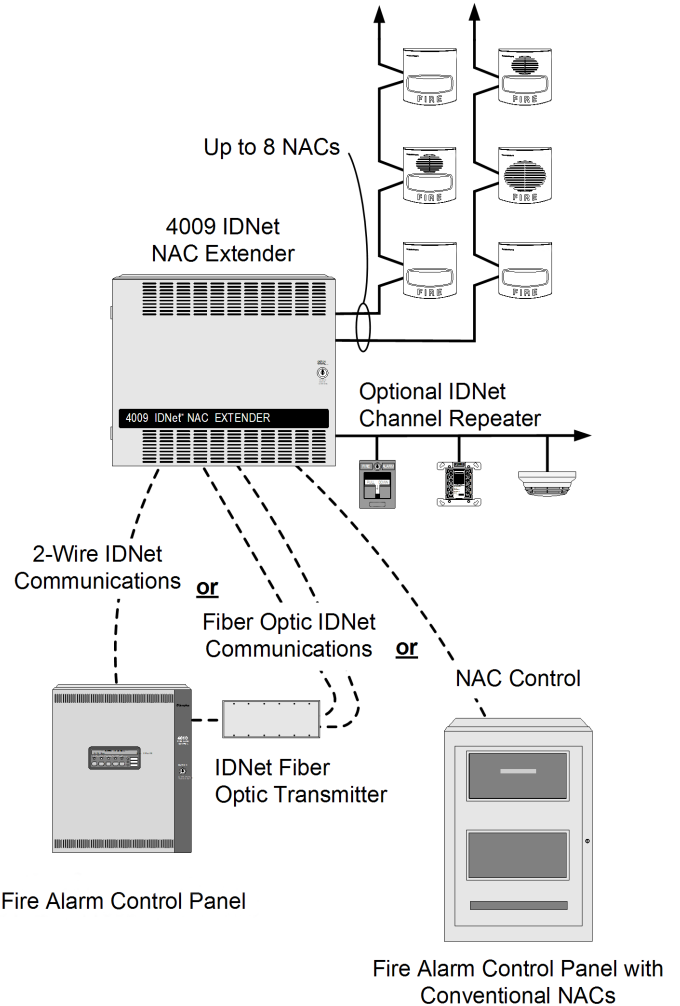 FIRE
FIRE
Up to 8 NACs
FIRE
FIRE
4009 IDNet
NAC Extender
FIRE
FIRE
4009 IDNet NAC EXTENDER
Optional IDNet
Channel Repeater
2-Wire IDNet
Communications
or
Fiber Optic IDNet
Communications
or
NAC Control
4010
IDNet Fiber
Optic Transmitter
Fire Alarm Control Panel
Fire Alarm Control Panel with
Conventional NACs